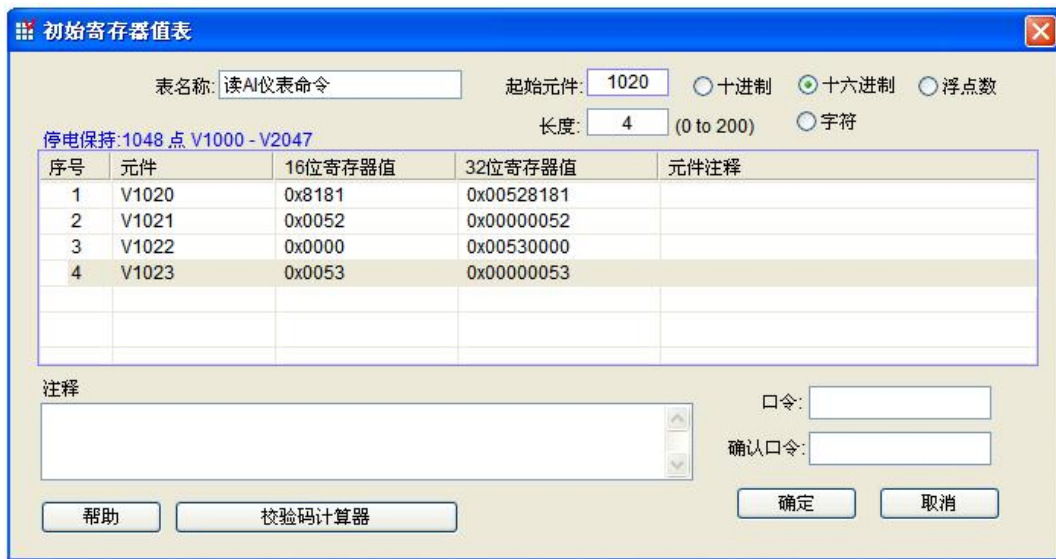 初始寄存器值表
表名称: 读AI仪表命令 起始元件: 1020 十进制 十六进制 浮点数
长度: 4 (0 to 200) 字符
停电保持:1048 点 V1000 - V2047
序号 元件 16位寄存器值 32位寄存器值 元件注释
1 V1020 0x8181 0x00528181
2 V1021 0x0052 0x00000052
3 V1022 0x0000 0x00530000
4 V1023 0x0053 0x00000053
注释
口令:
确认口令:
帮助 校验码计算器 确定 取消